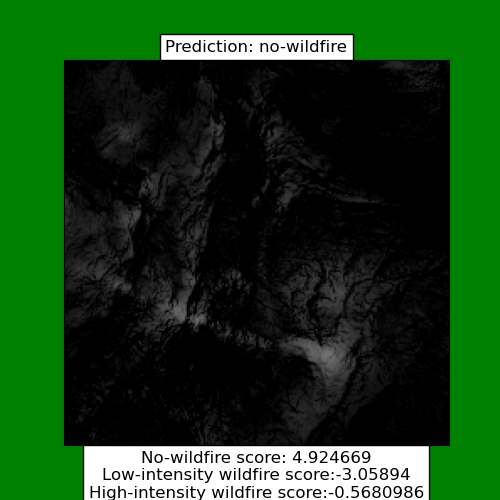 Prediction: no-wildfire
No-wildfire score: 4.924669
Low-intensity wildfire score:-3.05894
High-intensity wildfire score:-0.5680986